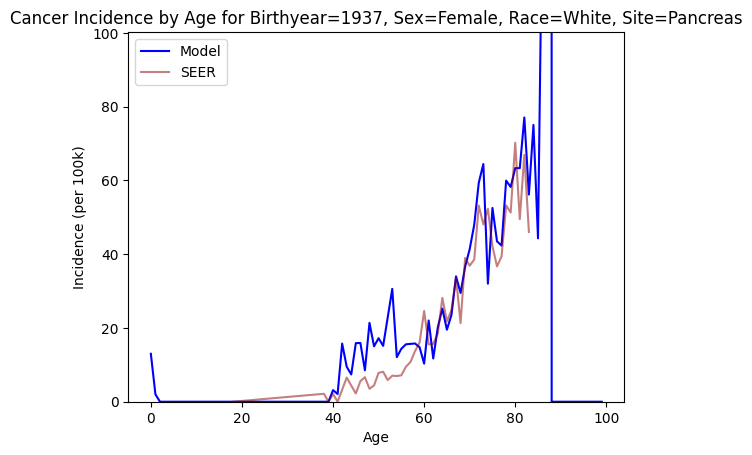 Cancer Incidence by Age for Birthyear=1937, Sex=Female, Race=White, Site=Pancreas
Model
SEER
Incidence (per 100k)
100
80
60
40
20
0
0 20 40 60 80 100
Age